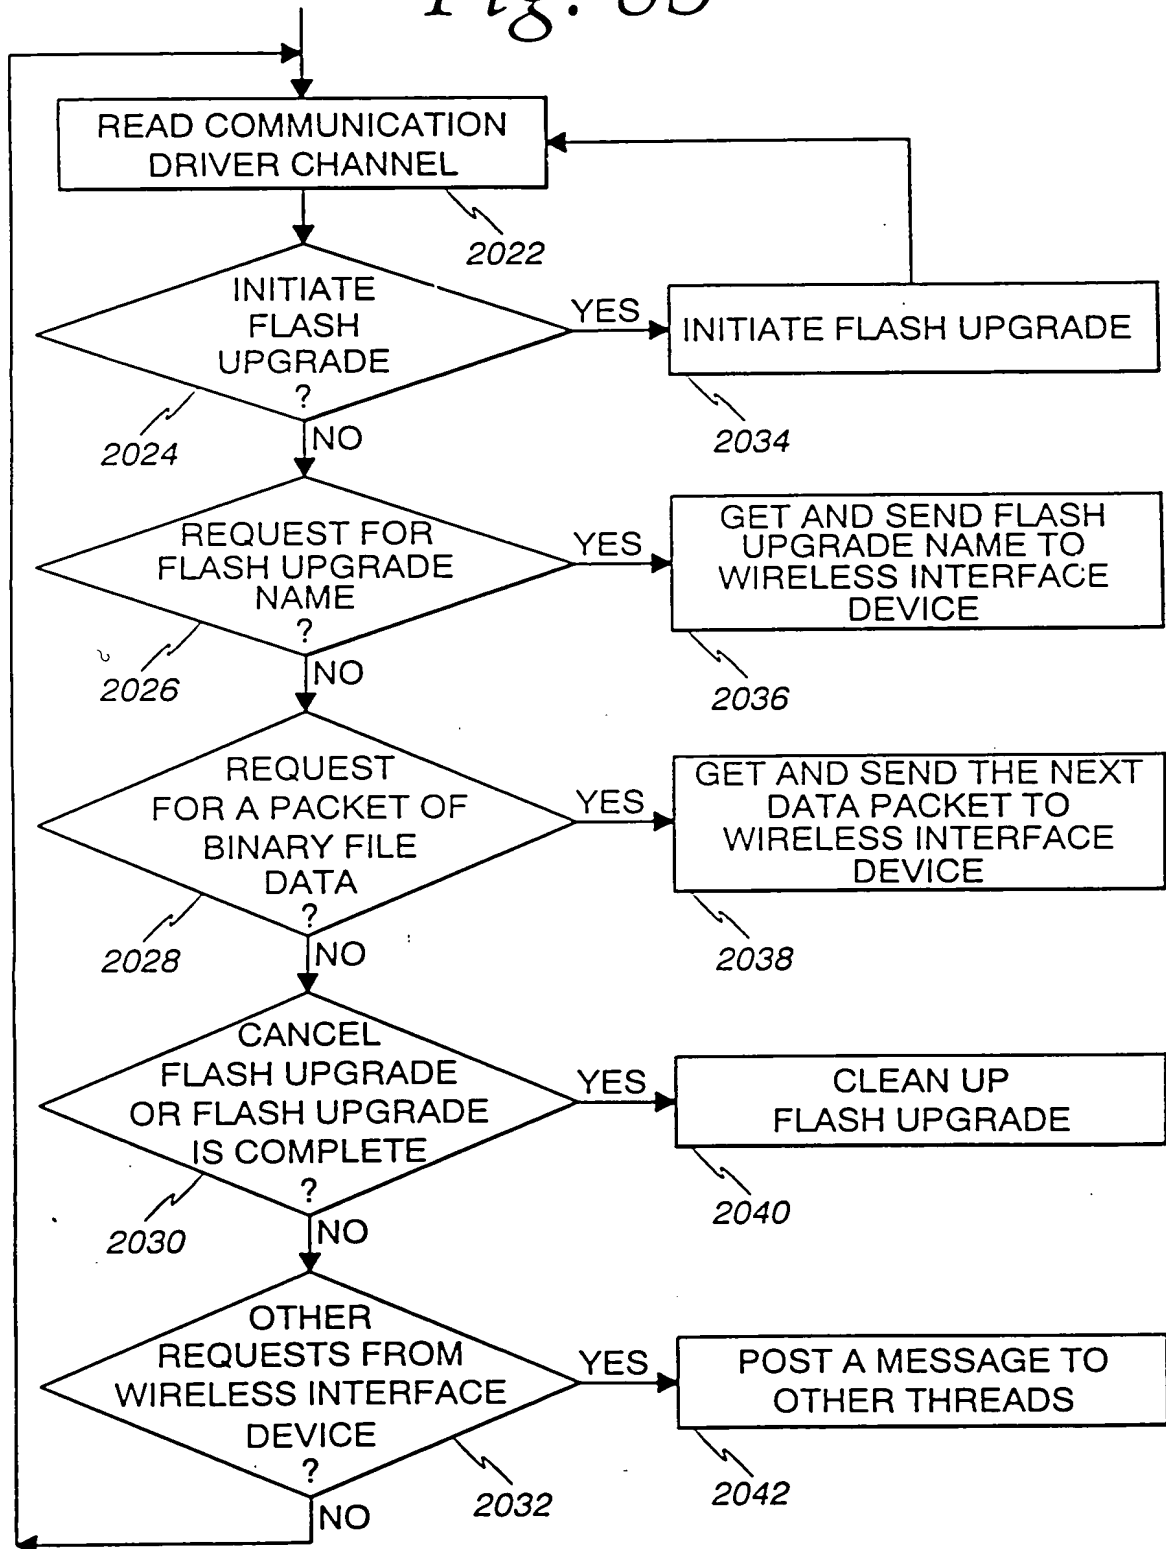 READ COMMUNICATION
DRIVER CHANNEL
2022
INITIATE
FLASH
UPGRADE
?
YES
INITIATE FLASH UPGRADE
2024
NO
2034
REQUEST FOR
FLASH UPGRADE
NAME
?
YES
GET AND SEND FLASH
UPGRADE NAME TO
WIRELESS INTERFACE
DEVICE
2026
NO
2036
REQUEST
FOR A PACKET OF
BINARY FILE
DATA
?
YES
GET AND SEND THE NEXT
DATA PACKET TO
WIRELESS INTERFACE
DEVICE
2028
NO
2038
CANCEL
FLASH UPGRADE
OR FLASH UPGRADE
IS COMPLETE
?
YES
CLEAN UP
FLASH UPGRADE
2030
NO
2040
OTHER
REQUESTS FROM
WIRELESS INTERFACE
DEVICE
?
YES
POST A MESSAGE TO
OTHER THREADS
2032
NO
2042